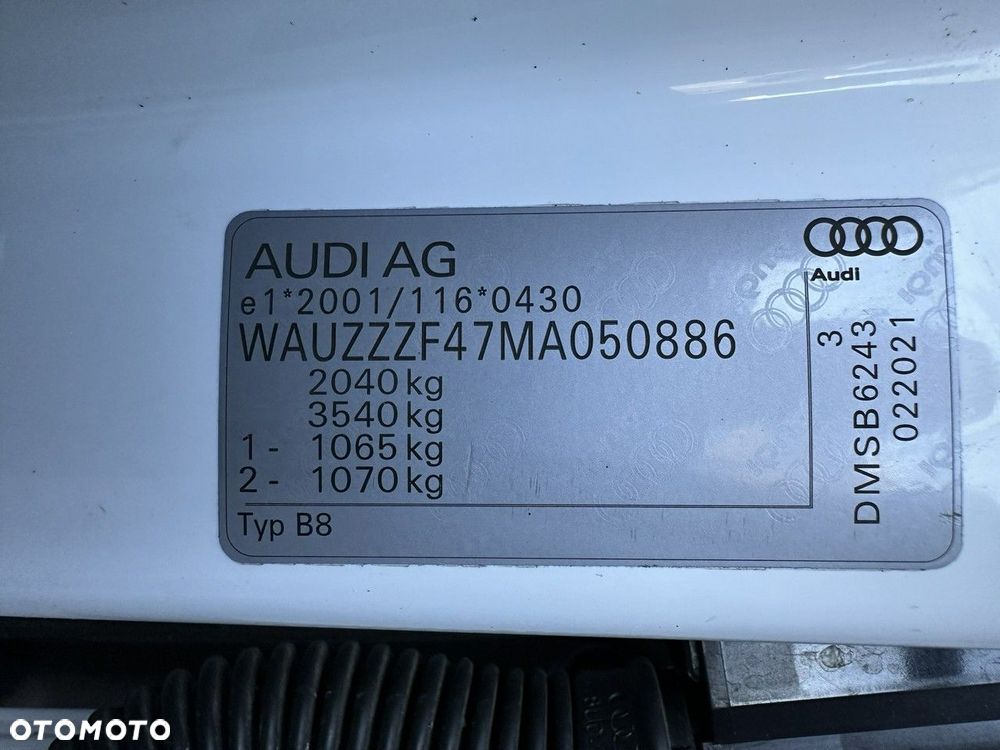 AUDI AG
e1*2001/116*0430
WAUZZZF47MA050886
2040 kg
3540 kg
1 - 1065 kg
2 - 1070 kg
Typ B8
Audi
3
DMSB6243
022021
OTOMOTO